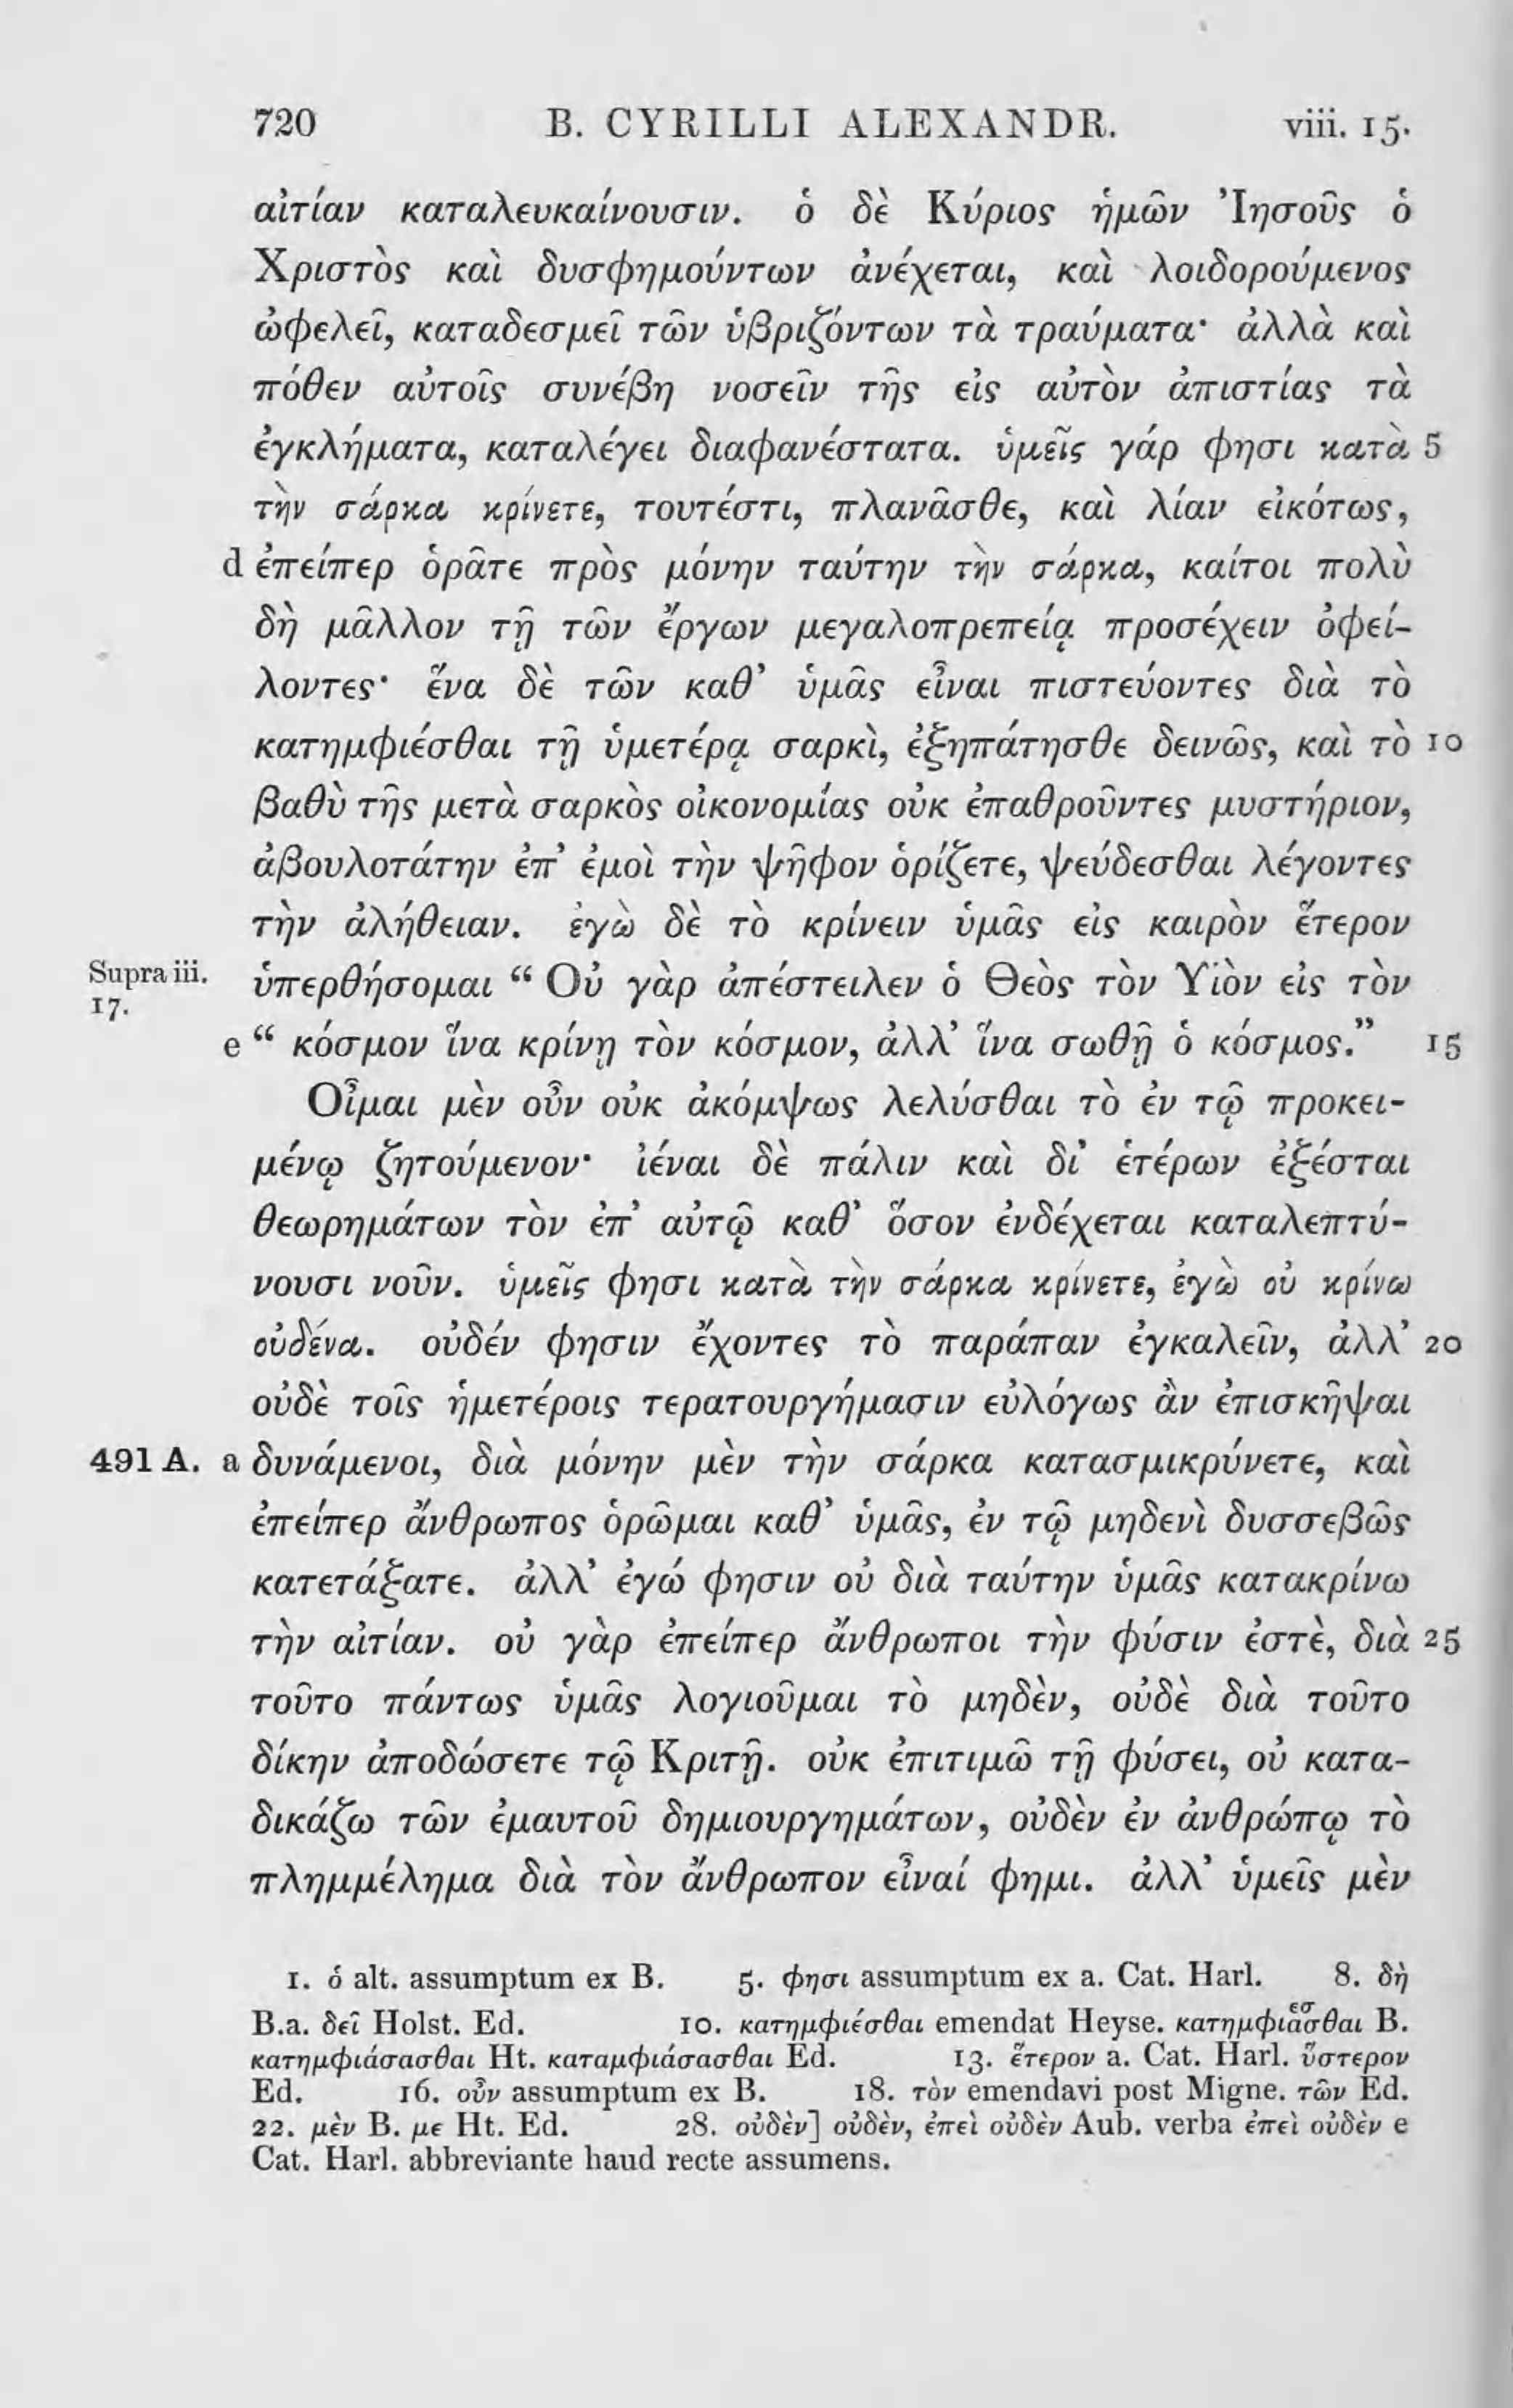 720 B. CYRILLI ALEXANDR. viii. 15.
αἰτίαν καταλευκαίνουσιν. ὁ δὲ Κύριος ἡμῶν Ἰησοῦς ὁ
Χριστὸς καὶ δυσφημούντων ἀνέχεται, καὶ λοιδορούμενος
ὠφελεῖ, καταδεσμεῖ τῶν ὑβριζόντων τὰ τραύματα· ἀλλὰ καὶ
πόθεν αὐτοῖς συνέβη νοσεῖν τῆς εἰς αὐτὸν ἀπιστίας τὰ
ἐγκλήματα, καταλέγει διαφανέστατα. ὑμεῖς γάρ φησι κατὰ 5
τὴν σάρκα κρίνετε, τουτέστι, πλανᾶσθε, καὶ λίαν εἰκότως,
d ἐπείπερ ὁρᾶτε πρὸς μόνην ταύτην τὴν σάρκα, καίτοι πολὺ
δὴ μᾶλλον τῇ τῶν ἔργων μεγαλοπρεπείᾳ προσέχειν ὀφεί-
λοντες· ἕνα δὲ τῶν καθ’ ὑμᾶς εἶναι πιστεύοντες διὰ τὸ
κατημφιέσθαι τῇ ὑμετέρᾳ σαρκὶ, ἐξηπάτησθε δεινῶς, καὶ τὸ 10
βαθὺ τῆς μετὰ σαρκὸς οἰκονομίας οὐκ ἐπαθροῦντες μυστήριον,
ἀβουλοτάτην ἐπ’ ἐμοὶ τὴν ψῆφον ὁρίζετε, ψεύδεσθαι λέγοντες
τὴν ἀλήθειαν. ἐγὼ δὲ τὸ κρίνειν ὑμᾶς εἰς καιρὸν ἕτερον
Supra iii. 17. ὑπερθήσομαι “ Οὐ γὰρ ἀπέστειλεν ὁ Θεὸς τὸν Υἱὸν εἰς τὸν
e “ κόσμον ἵνα κρίνῃ τὸν κόσμον, ἀλλ’ ἵνα σωθῇ ὁ κόσμος.” 15
Οἶμαι μὲν οὖν οὐκ ἀκόμψως λελύσθαι τὸ ἐν τῷ προκει-
μένῳ ζητούμενον· ἰέναι δὲ πάλιν καὶ δι’ ἑτέρων ἐξέσται
θεωρημάτων τὸν ἐπ’ αὐτῷ καθ’ ὅσον ἐνδέχεται καταλεπτύ-
νουσι νοῦν. ὑμεῖς φησι κατὰ τὴν σάρκα κρίνετε, ἐγὼ οὐ κρίνω
οὐδένα. οὐδέν φησιν ἔχοντες τὸ παράπαν ἐγκαλεῖν, ἀλλ’ 20
οὐδὲ τοῖς ἡμετέροις τερατουργήμασιν εὐλόγως ἂν ἐπισκῆψαι
491 A. a δυνάμενοι, διὰ μόνην μὲν τὴν σάρκα κατασμικρύνετε, καὶ
ἐπείπερ ἄνθρωπος ὁρῶμαι καθ’ ὑμᾶς, ἐν τῷ μηδενὶ δυσσεβῶς
κατετάξατε. ἀλλ’ ἐγώ φησιν οὐ διὰ ταύτην ὑμᾶς κατακρίνω
τὴν αἰτίαν. οὐ γὰρ ἐπείπερ ἄνθρωποι τὴν φύσιν ἐστὲ, διὰ 25
τοῦτο πάντως ὑμᾶς λογιοῦμαι τὸ μηδὲν, οὐδὲ διὰ τοῦτο
δίκην ἀποδώσετε τῷ Κριτῇ. οὐκ ἐπιτιμῶ τῇ φύσει, οὐ κατα-
δικάζω τῶν ἐμαυτοῦ δημιουργημάτων, οὐδὲν ἐν ἀνθρώπῳ τὸ
πλημμέλημα διὰ τὸν ἄνθρωπον εἶναί φημι. ἀλλ’ ὑμεῖς μὲν
1. ὁ alt. assumptum ex B. 5. φησι assumptum ex a. Cat. Harl. 8. δὴ
B.a. δεῖ Holst. Ed. 10. κατημφιέσθαι emendat Heyse. κατημφιᾶεσσθαι B.
κατημφιάσασθαι Ht. καταμφιάσασθαι Ed. 13. ἕτερον a. Cat. Harl. ὕστερον
Ed. 16. οὖν assumptum ex B. 18. τὸν emendavi post Migne. τῶν Ed.
22. μὲν B. με Ht. Ed. 28. οὐδὲν] οὐδὲν, ἐπεὶ οὐδὲν Aub. verba ἐπεὶ οὐδὲν e
Cat. Harl. abbreviante haud recte assumens.